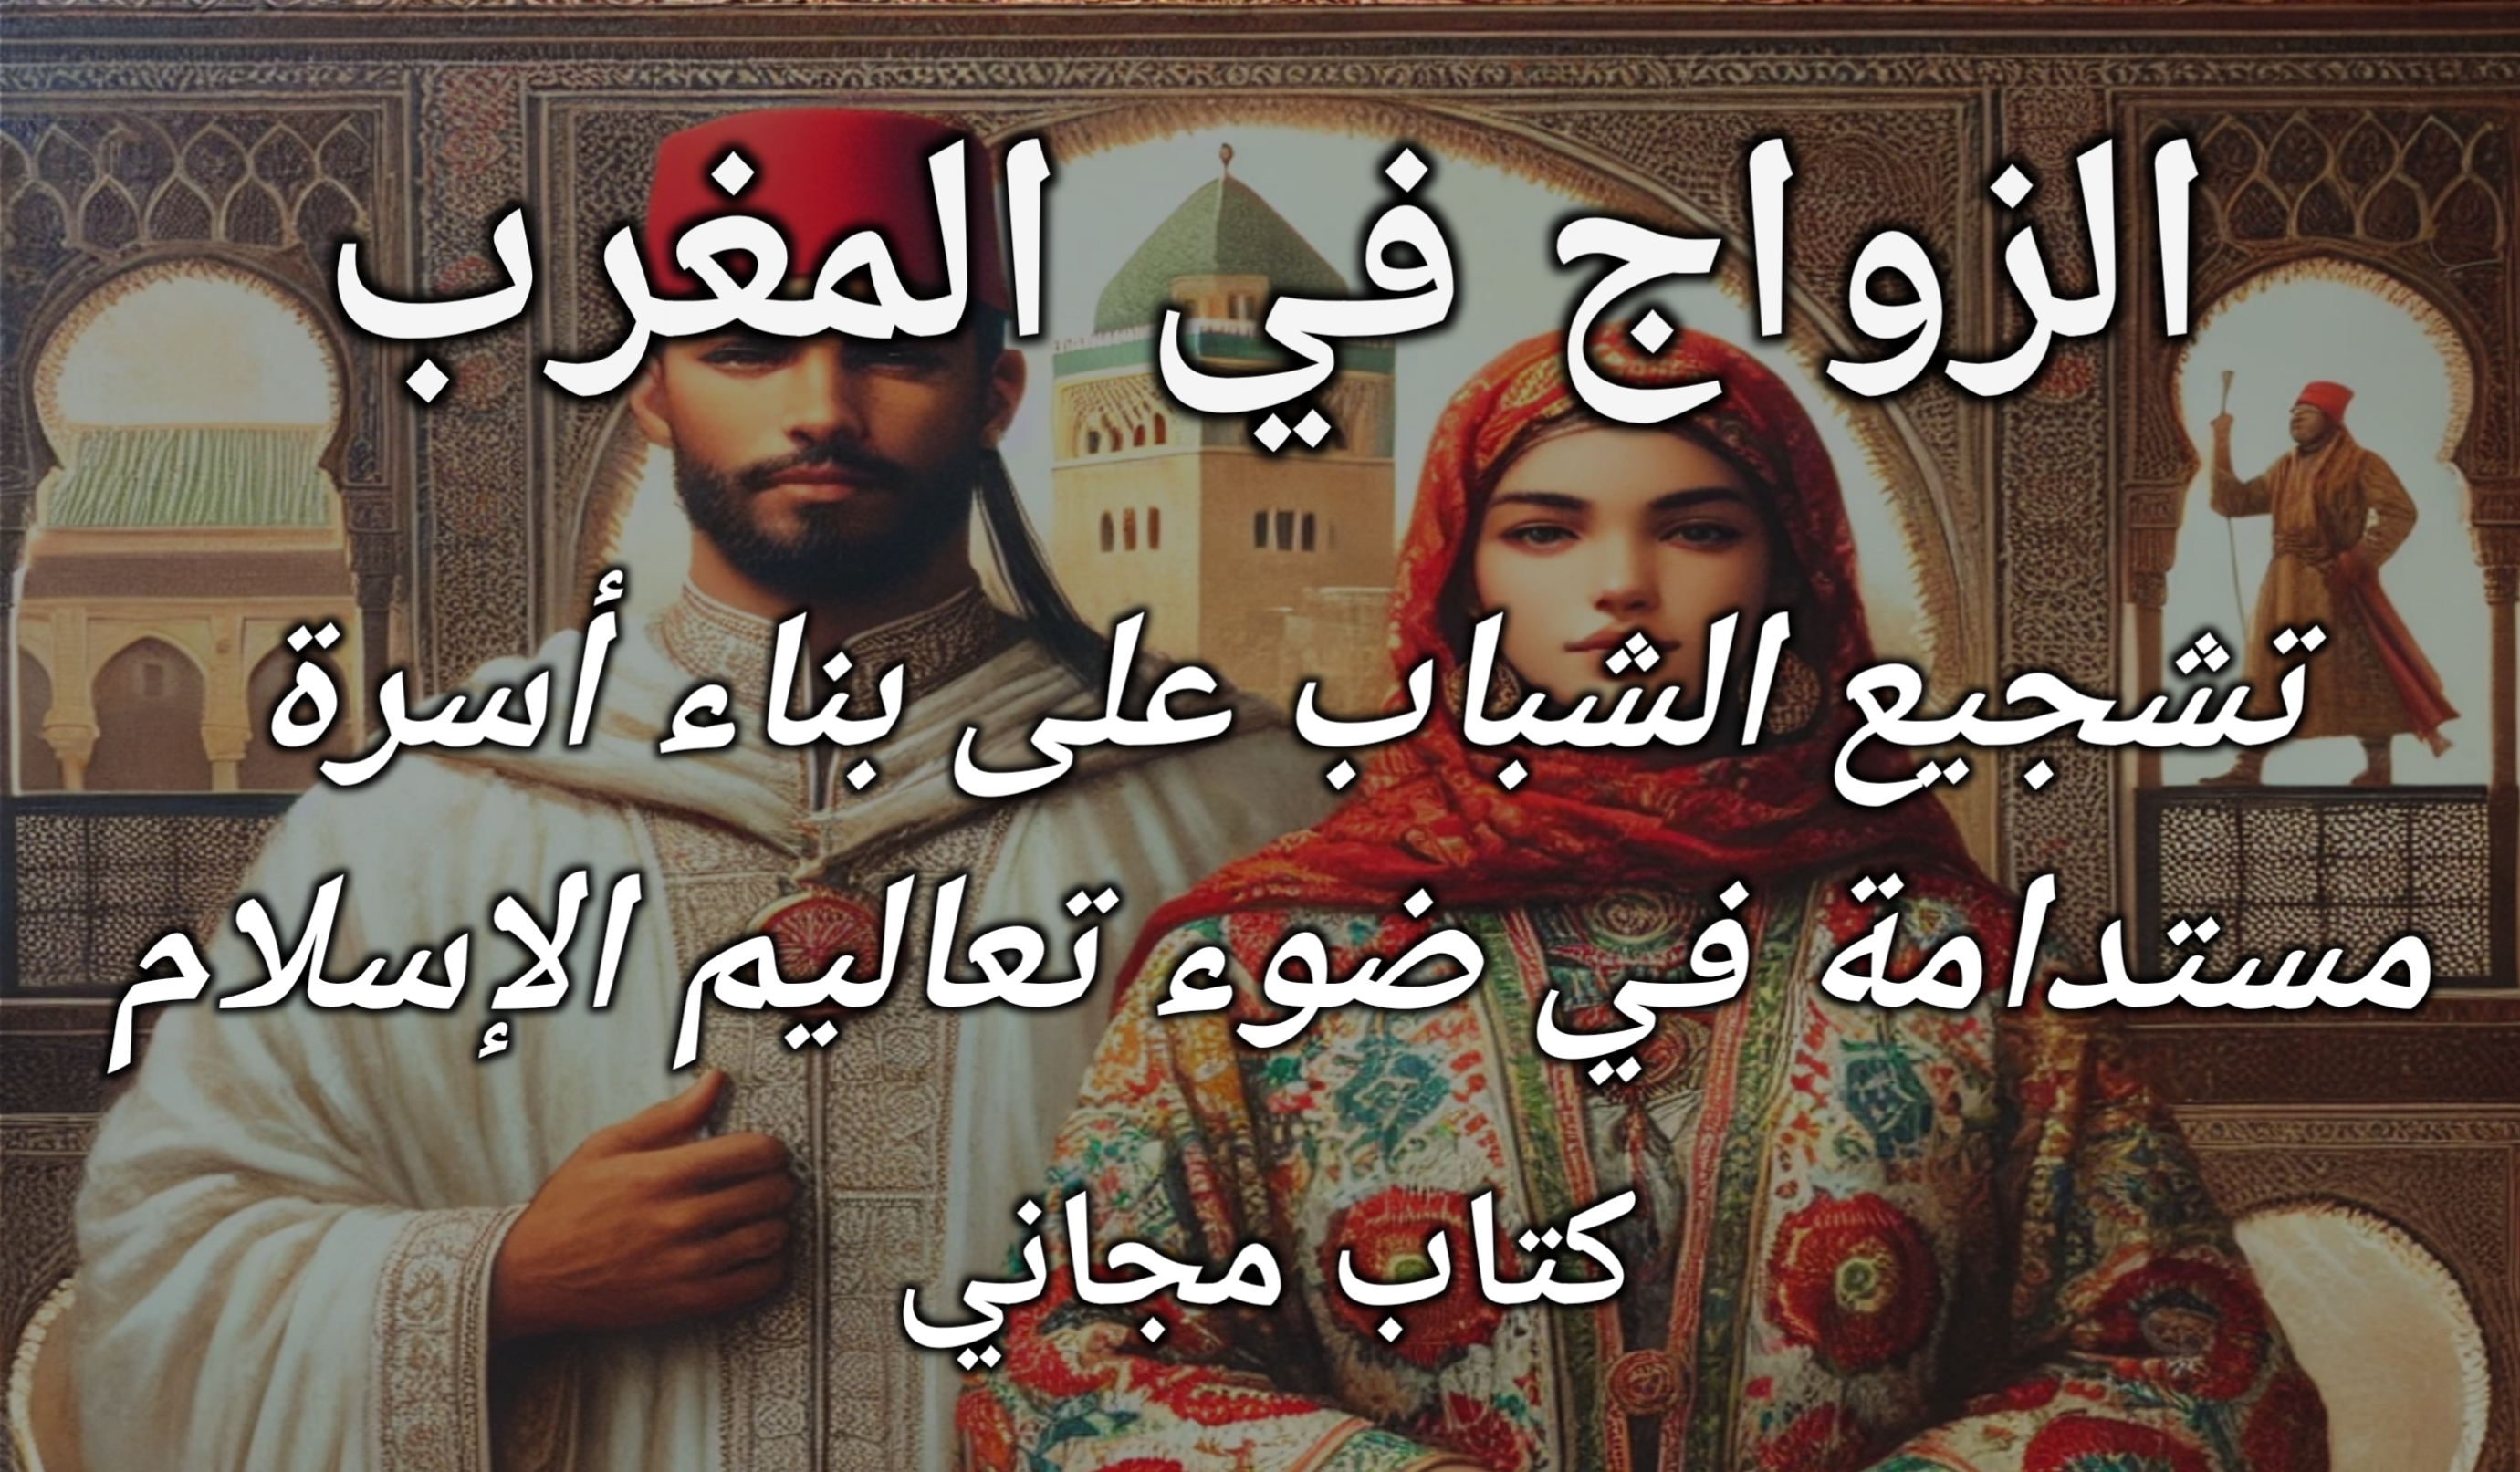 الزواج في المغرب
تشجيع الشباب على بناء أسرة
مستدامة في ضوء تعاليم الإسلام
كتاب مجاني